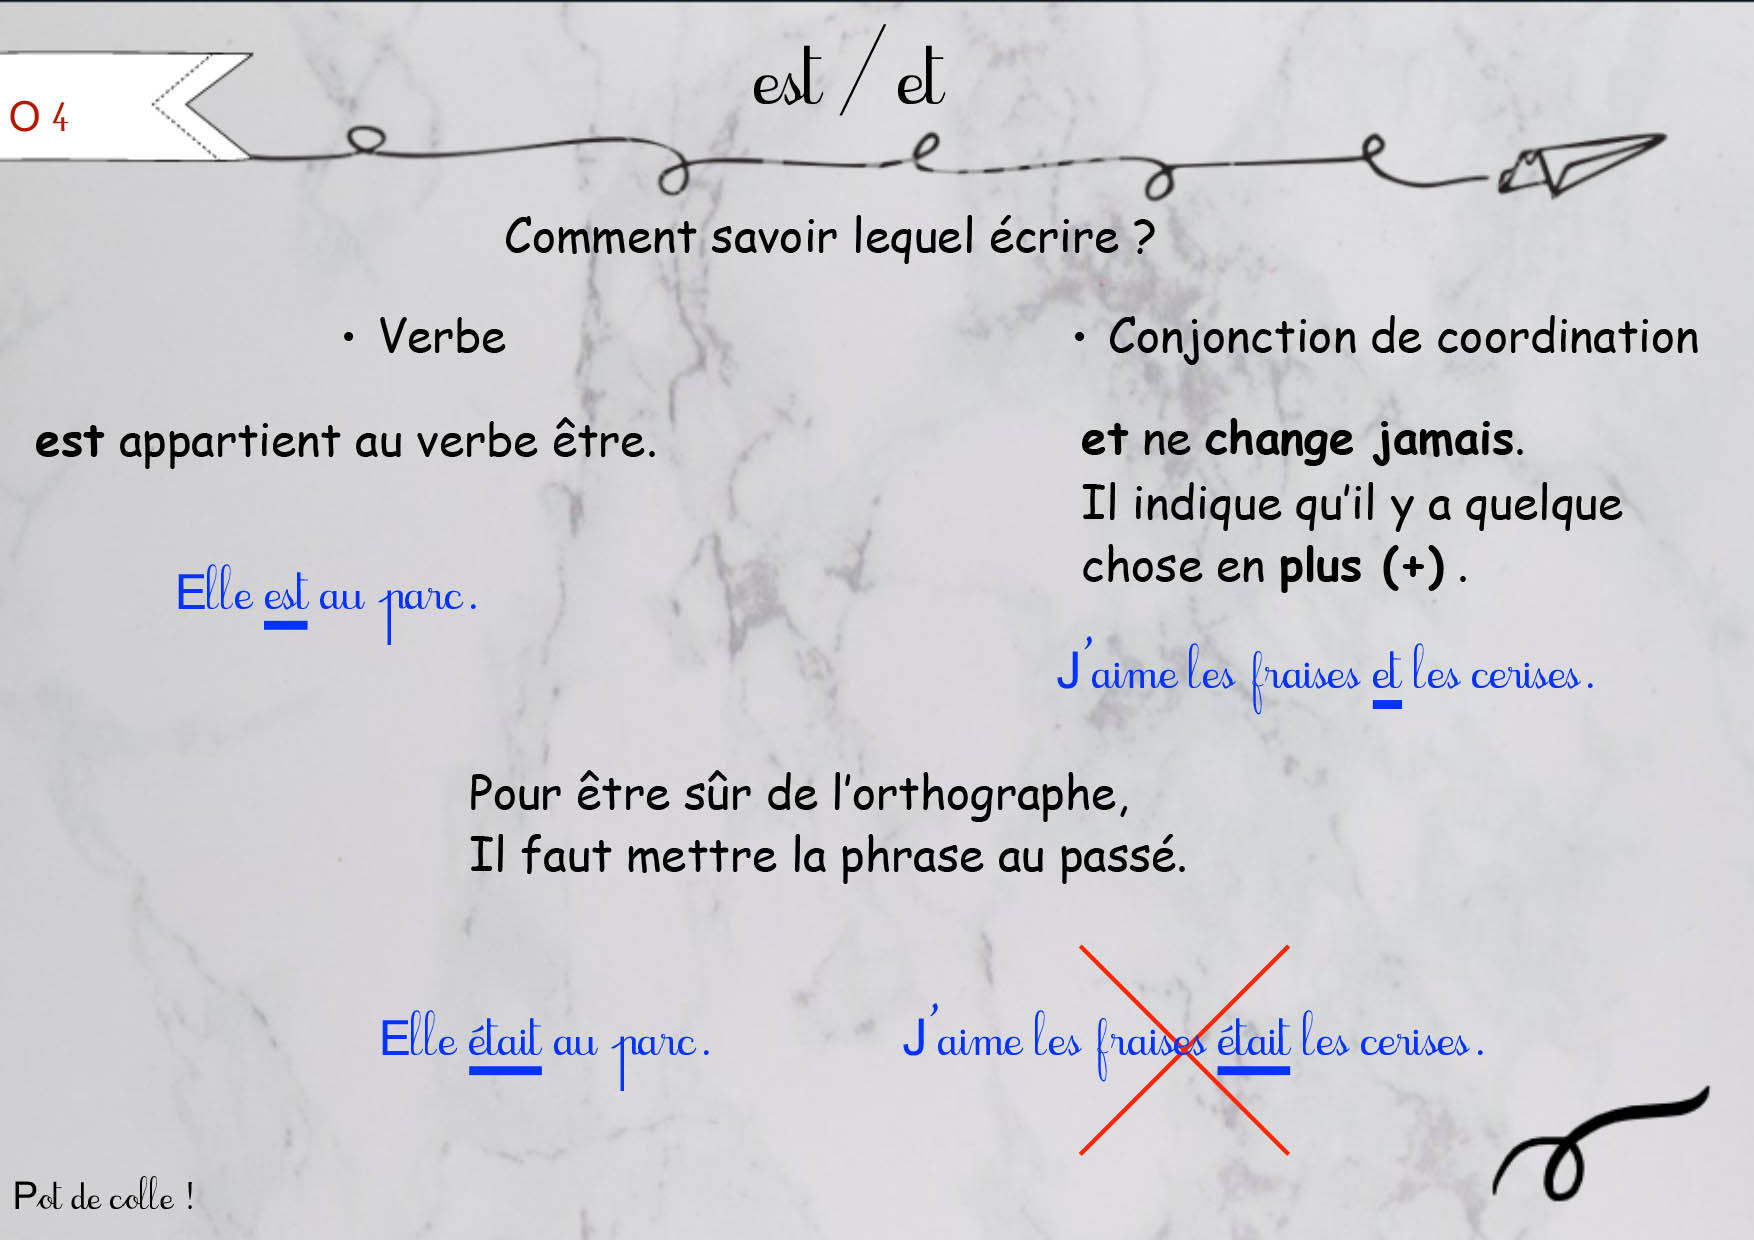 est / et
O 4
Comment savoir lequel écrire ?
• Verbe
est appartient au verbe être.
Elle est au parc.
• Conjonction de coordination
et ne change jamais.
Il indique qu'il y a quelque
chose en plus (+) .
J'aime les fraises et les cerises.
Pour être sûr de l'orthographe,
Il faut mettre la phrase au passé.
Elle était au parc.
J'aime les fraises était les cerises.
Pot de colle !